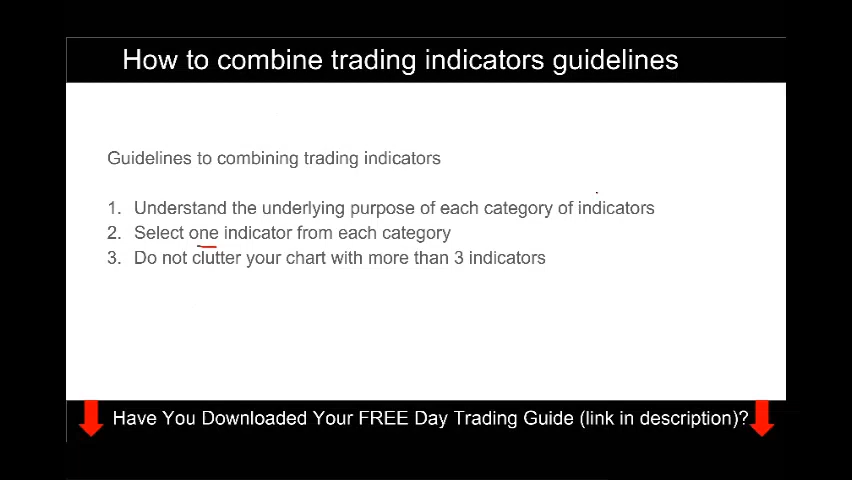 How to combine trading indicators guidelines
Guidelines to combining trading indicators
1. Understand the underlying purpose of each category of indicators
2. Select one indicator from each category
3. Do not clutter your chart with more than 3 indicators
Have You Downloaded Your FREE Day Trading Guide (link in description)?